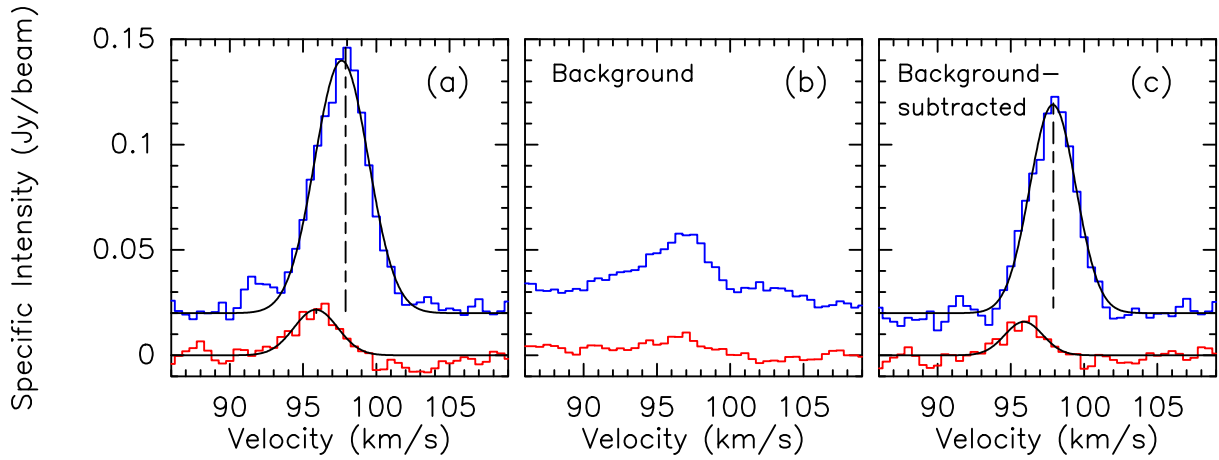 Specific Intensity (Jy/beam)
0.15
0.1
0.05
0
(a)
90 95 100 105
Velocity (km/s)
Background
(b)
90 95 100 105
Velocity (km/s)
Background−
subtracted
(c)
90 95 100 105
Velocity (km/s)